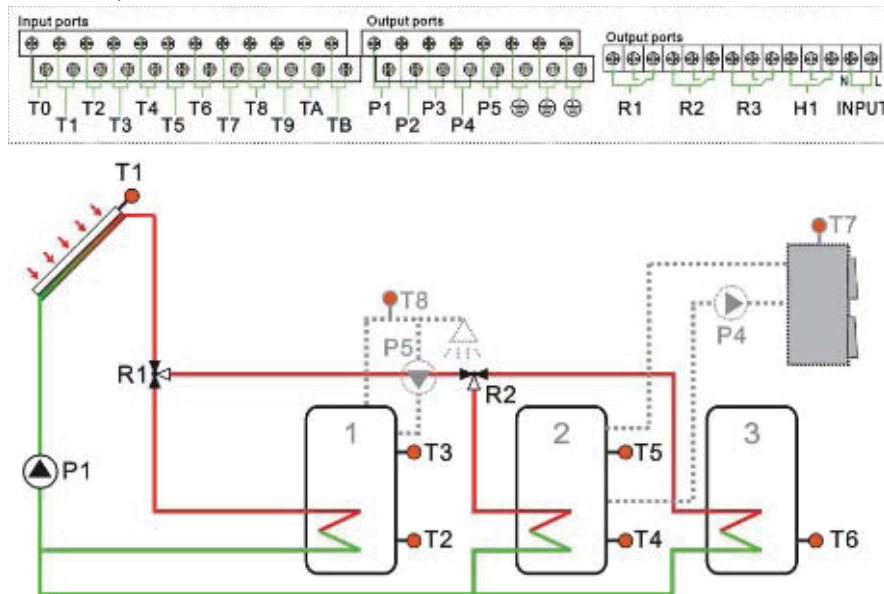 Input ports
Output ports
Output ports
T0 T2 T4 T6 T8 TA P1 P3 P5
T1 T3 T5 T7 T9 TB P2 P4
R1 R2 R3 H1 INPUT
N L
T1
T7
T8
P4
P5
R1
R2
1 2 3
T3 T5
P1
T2 T4 T6